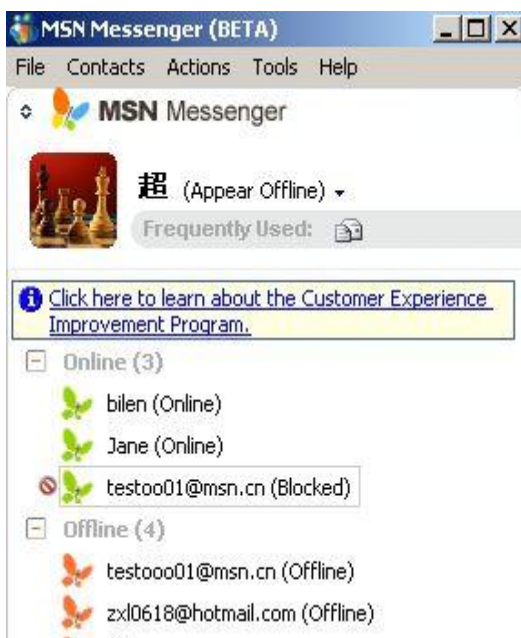 MSN Messenger (BETA)
File Contacts Actions Tools Help
MSN Messenger
超 (Appear Offline)
Frequently Used:
Click here to learn about the Customer Experience
Improvement Program.
Online (3)
bilen (Online)
Jane (Online)
testoo01@msn.cn (Blocked)
Offline (4)
testooo01@msn.cn (Offline)
zxl0618@hotmail.com (Offline)